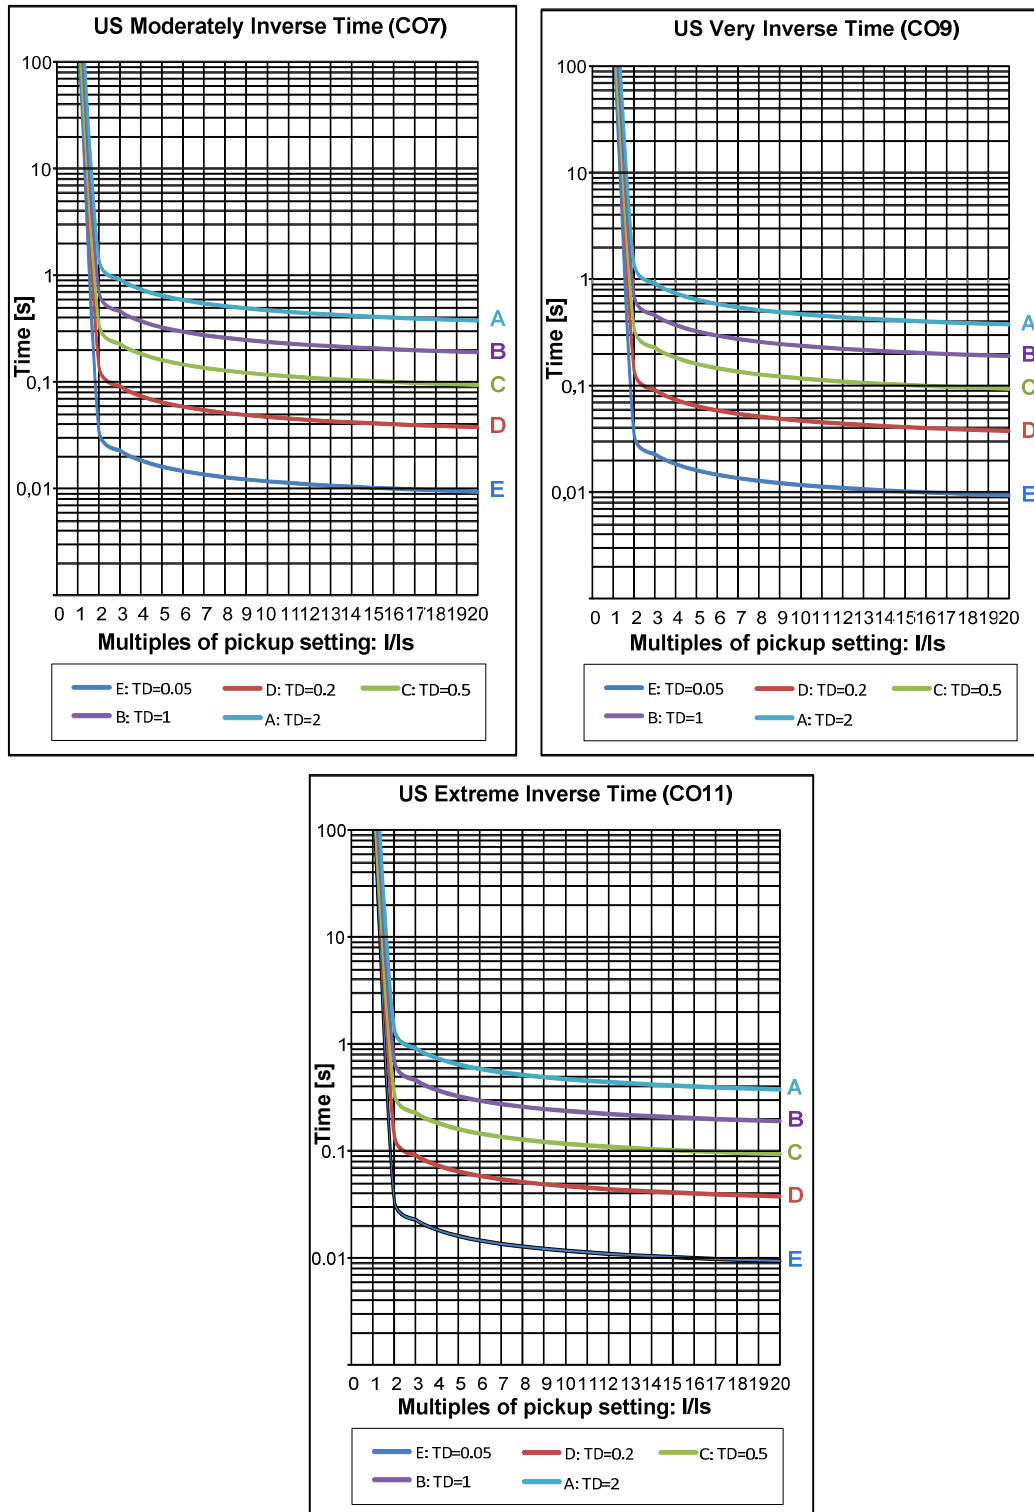 US Moderately Inverse Time (CO7)
100
10
1
0,1
0,01
Time [s]
A
B
C
D
E
0 1 2 3 4 5 6 7 8 9 10 11 12 13 14 15 16 17 18 19 20
Multiples of pickup setting: I/Is
E: TD=0.05 D: TD=0.2 C: TD=0.5
B: TD=1 A: TD=2
US Very Inverse Time (CO9)
100
10
1
0,1
0,01
Time [s]
A
B
C
D
E
0 1 2 3 4 5 6 7 8 9 10 11 12 13 14 15 16 17 18 19 20
Multiples of pickup setting: I/Is
E: TD=0.05 D: TD=0.2 C: TD=0.5
B: TD=1 A: TD=2
US Extreme Inverse Time (CO11)
100
10
1
0.1
0.01
Time [s]
A
B
C
D
E
0 1 2 3 4 5 6 7 8 9 10 11 12 13 14 15 16 17 18 19 20
Multiples of pickup setting: I/Is
E: TD=0.05 D: TD=0.2 C: TD=0.5
B: TD=1 A: TD=2